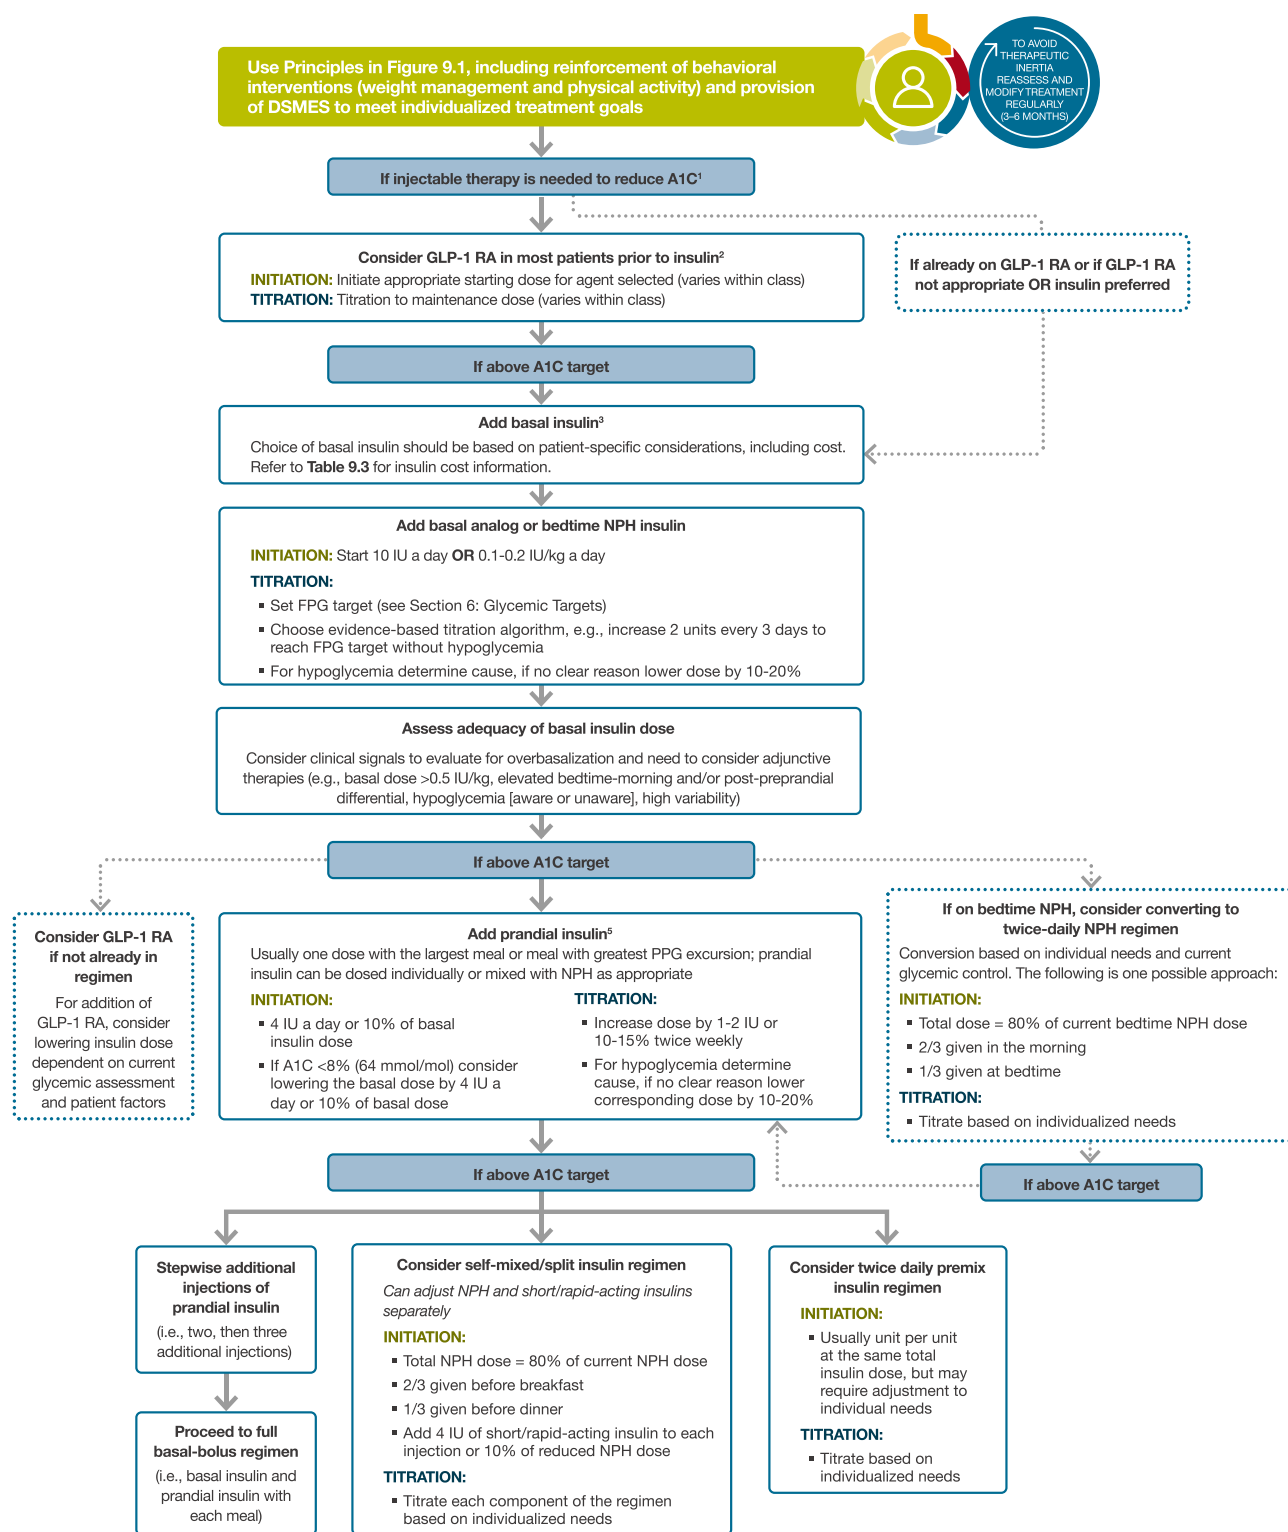 Use Principles in Figure 9.1, including reinforcement of behavioral
interventions (weight management and physical activity) and provision
of DSMES to meet individualized treatment goals
TO AVOID
THERAPEUTIC
INERTIA
REASSESS AND
MODIFY TREATMENT
REGULARLY
(3–6 MONTHS)
If injectable therapy is needed to reduce A1C¹
Consider GLP-1 RA in most patients prior to insulin²
INITIATION: Initiate appropriate starting dose for agent selected (varies within class)
TITRATION: Titration to maintenance dose (varies within class)
If already on GLP-1 RA or if GLP-1 RA
not appropriate OR insulin preferred
If above A1C target
Add basal insulin³
Choice of basal insulin should be based on patient-specific considerations, including cost.
Refer to Table 9.3 for insulin cost information.
Add basal analog or bedtime NPH insulin
INITIATION: Start 10 IU a day OR 0.1-0.2 IU/kg a day
TITRATION:
▪ Set FPG target (see Section 6: Glycemic Targets)
▪ Choose evidence-based titration algorithm, e.g., increase 2 units every 3 days to
reach FPG target without hypoglycemia
▪ For hypoglycemia determine cause, if no clear reason lower dose by 10-20%
Assess adequacy of basal insulin dose
Consider clinical signals to evaluate for overbasalization and need to consider adjunctive
therapies (e.g., basal dose >0.5 IU/kg, elevated bedtime-morning and/or post-preprandial
differential, hypoglycemia [aware or unaware], high variability)
If above A1C target
Consider GLP-1 RA
if not already in
regimen
For addition of
GLP-1 RA, consider
lowering insulin dose
dependent on current
glycemic assessment
and patient factors
Add prandial insulin⁵
Usually one dose with the largest meal or meal with greatest PPG excursion; prandial
insulin can be dosed individually or mixed with NPH as appropriate
INITIATION:
▪ 4 IU a day or 10% of basal
insulin dose
▪ If A1C <8% (64 mmol/mol) consider
lowering the basal dose by 4 IU a
day or 10% of basal dose
TITRATION:
▪ Increase dose by 1-2 IU or
10-15% twice weekly
▪ For hypoglycemia determine
cause, if no clear reason lower
corresponding dose by 10-20%
If on bedtime NPH, consider converting to
twice-daily NPH regimen
Conversion based on individual needs and current
glycemic control. The following is one possible approach:
INITIATION:
▪ Total dose = 80% of current bedtime NPH dose
▪ 2/3 given in the morning
▪ 1/3 given at bedtime
TITRATION:
▪ Titrate based on individualized needs
If above A1C target
If above A1C target
Stepwise additional
injections of
prandial insulin
(i.e., two, then three
additional injections)
Proceed to full
basal-bolus regimen
(i.e., basal insulin and
prandial insulin with
each meal)
Consider self-mixed/split insulin regimen
Can adjust NPH and short/rapid-acting insulins
separately
INITIATION:
▪ Total NPH dose = 80% of current NPH dose
▪ 2/3 given before breakfast
▪ 1/3 given before dinner
▪ Add 4 IU of short/rapid-acting insulin to each
injection or 10% of reduced NPH dose
TITRATION:
▪ Titrate each component of the regimen
based on individualized needs
Consider twice daily premix
insulin regimen
INITIATION:
▪ Usually unit per unit
at the same total
insulin dose, but may
require adjustment to
individual needs
TITRATION:
▪ Titrate based on
individualized needs